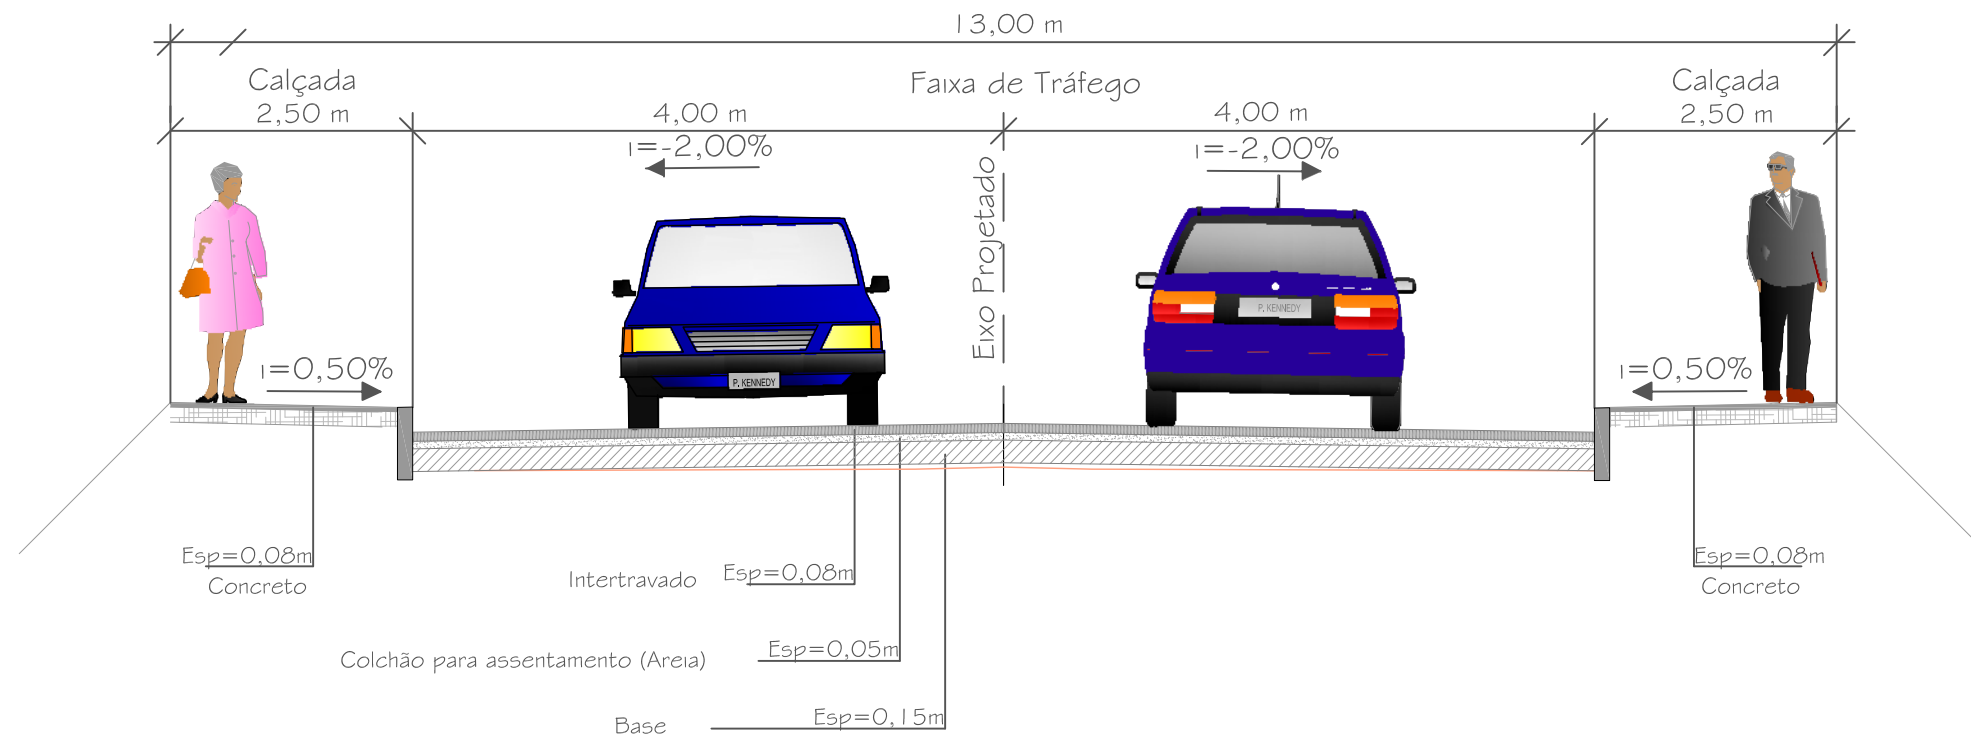 13,00 m
Calçada
Faixa de Tráfego
Calçada
2,50 m
4,00 m
4,00 m
2,50 m
i=-2,00%
i=-2,00%
Eixo Projetado
P. KENNEDY
P. KENNEDY
i=0,50%
i=0,50%
Esp=0,08m
Concreto
Intertravado Esp=0,08m
Esp=0,08m
Concreto
Colchão para assentamento (Areia) Esp=0,05m
Base Esp=0,15m